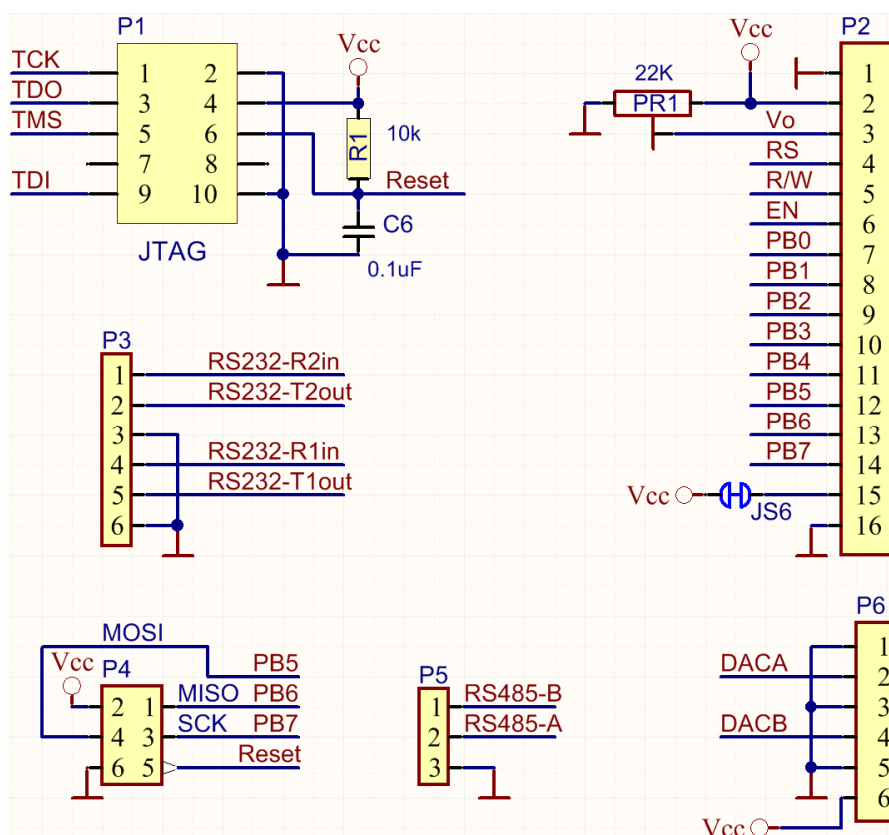 P1
TCK 1 2
TDO 3 4
TMS 5 6
7 8
TDI 9 10
JTAG
Vcc
R1 10k
Reset
C6
0.1uF
P2
Vcc
22K
PR1
1
2
Vo 3
RS 4
R/W 5
EN 6
PB0 7
PB1 8
PB2 9
PB3 10
PB4 11
PB5 12
PB6 13
PB7 14
Vcc JS6 15
16
P3
1 RS232-R2in
2 RS232-T2out
3
4 RS232-R1in
5 RS232-T1out
6
MOSI
Vcc P4 PB5
2 1 MISO PB6
4 3 SCK PB7
6 5 Reset
P5
1 RS485-B
2 RS485-A
3
P6
1
DACA 2
3
DACB 4
5
6
Vcc